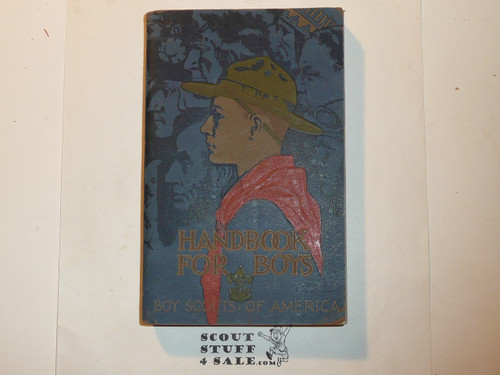 HANDBOOK
FOR BOYS
BOY SCOUTS · OF AMERICA
SCOUT
STUFF
4 SALE.com